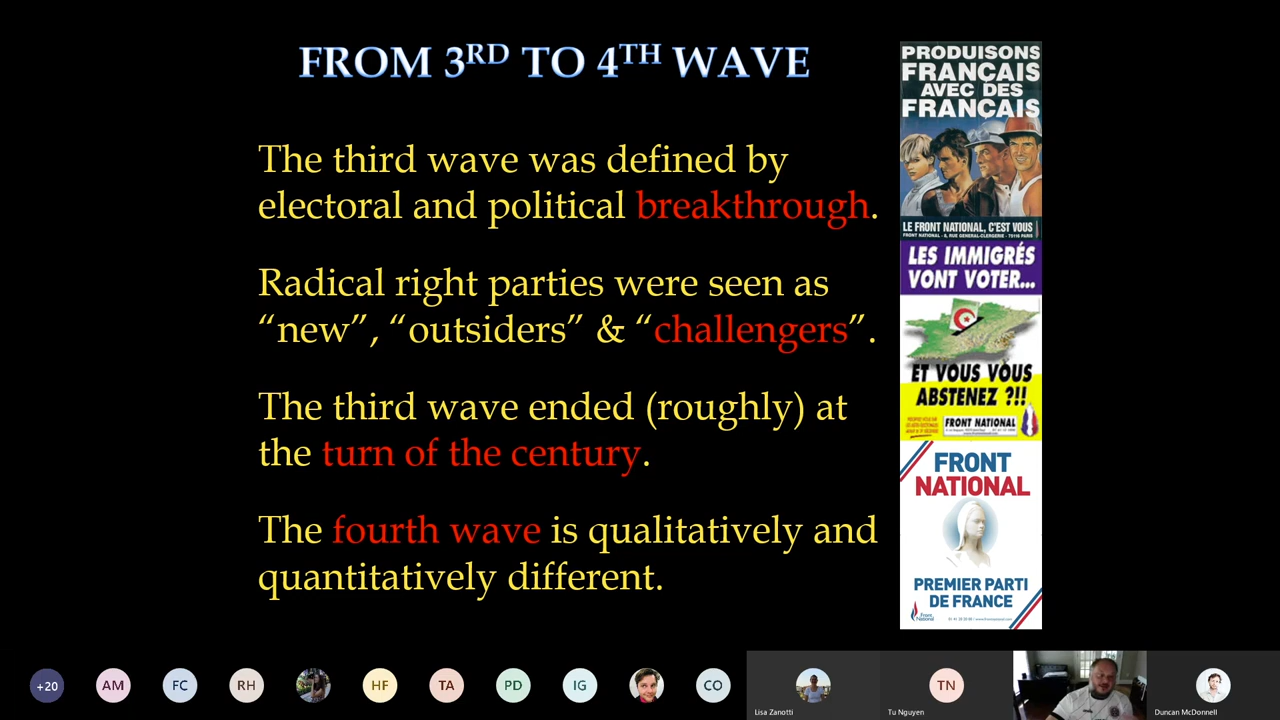 FROM 3RD TO 4TH WAVE
The third wave was defined by
electoral and political breakthrough.
Radical right parties were seen as
“new”, “outsiders” & “challengers”.
The third wave ended (roughly) at
the turn of the century.
The fourth wave is qualitatively and
quantitatively different.
PRODUISONS
FRANÇAIS
AVEC DES
FRANÇAIS
LE FRONT NATIONAL, C'EST VOUS
LES IMMIGRÉS
VONT VOTER...
ET VOUS VOUS
ABSTENEZ ?!!
FRONT NATIONAL
FRONT
NATIONAL
PREMIER PARTI
DE FRANCE
+20
AM
FC
RH
HF
TA
PD
IG
CO
Lisa Zanotti
TN
Tu Nguyen
Duncan McDonnell